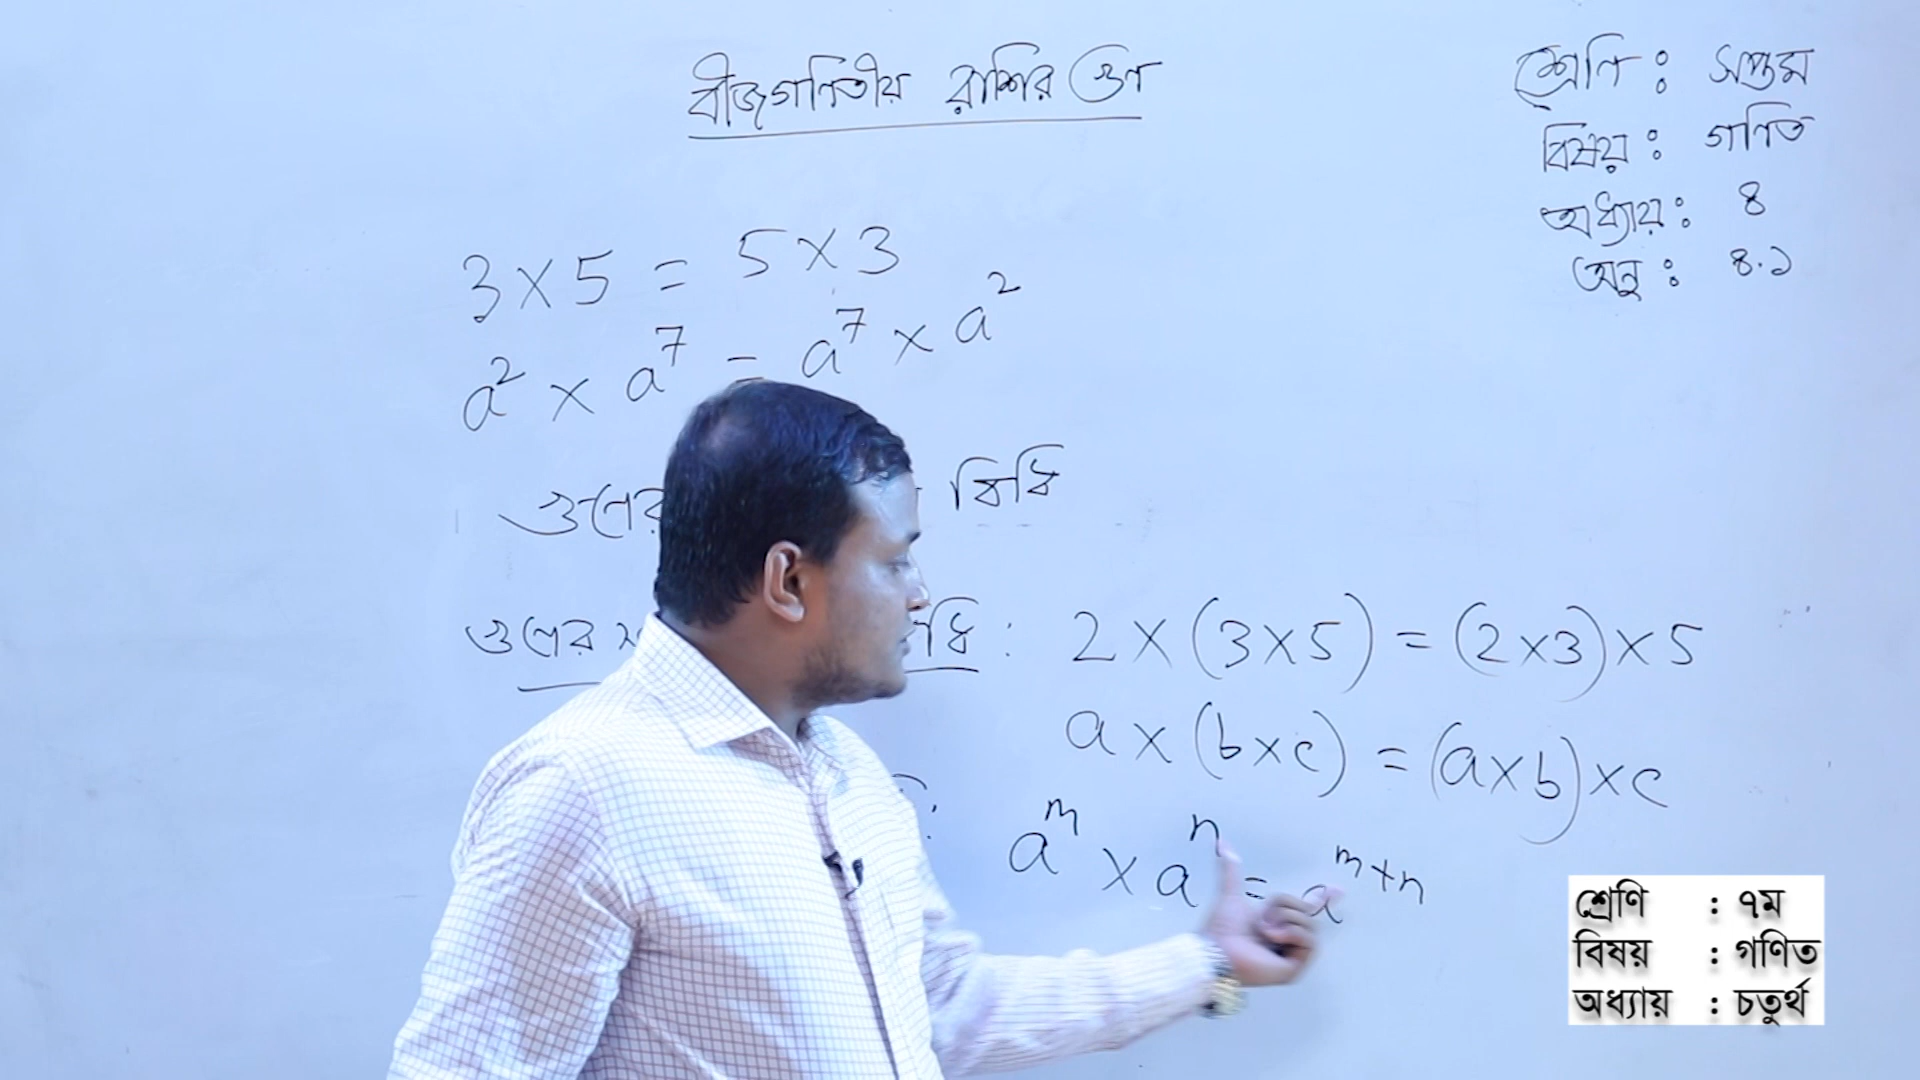 বীজগণিতীয় রাশির গুণ
শ্রেণি : সপ্তম
বিষয় : গণিত
অধ্যায় : ৪
অনু : ৪.১
3 × 5 = 5 × 3
a² × a⁷ = a⁷ × a²
গুণের বিধি
গুণের : 2 × (3 × 5) = (2 × 3) × 5
a × (b × c) = (a × b) × c
: aᵐ × aⁿ = aᵐ⁺ⁿ
শ্রেণি : ৭ম
বিষয় : গণিত
অধ্যায় : চতুর্থ